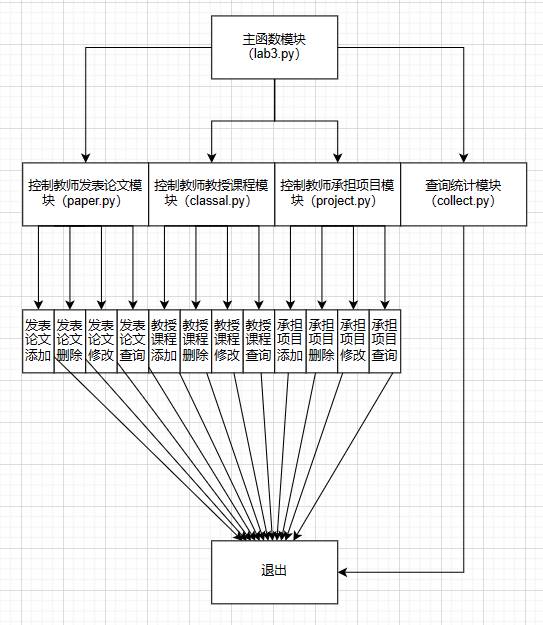 主函数模块
（lab3.py）
控制教师发表论文模
块（paper.py）
控制教师教授课程模
块（classal.py）
控制教师承担项目模
块（project.py）
查询统计模块
（collect.py）
发表
论文
添加
发表
论文
删除
发表
论文
修改
发表
论文
查询
教授
课程
添加
教授
课程
删除
教授
课程
修改
教授
课程
查询
承担
项目
添加
承担
项目
删除
承担
项目
修改
承担
项目
查询
退出